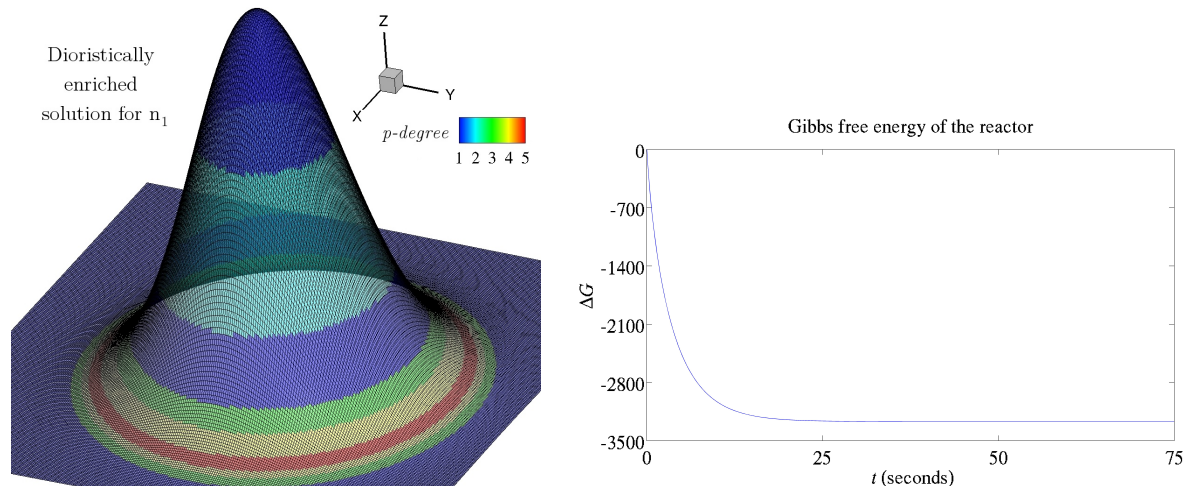 Dioristically
enriched
solution for n₁
Z
Y
X
p-degree
1 2 3 4 5
Gibbs free energy of the reactor
0
-700
-1400
-2100
-2800
-3500
ΔG
0 25 50 75
t (seconds)